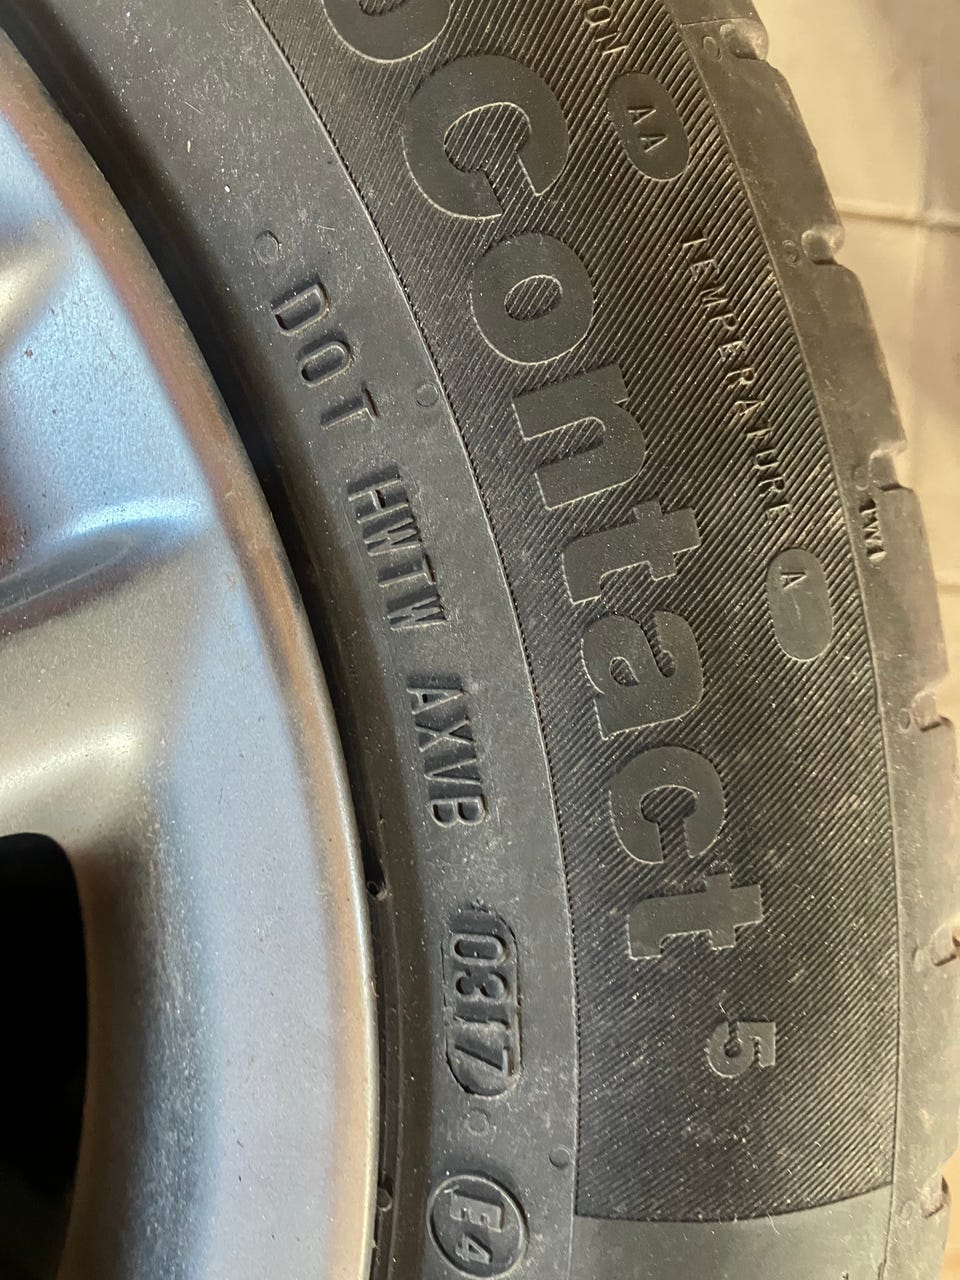 Contact 5
AA
TEMPERATURE A
TWI
DOT HWTW AXVB 0317
E4